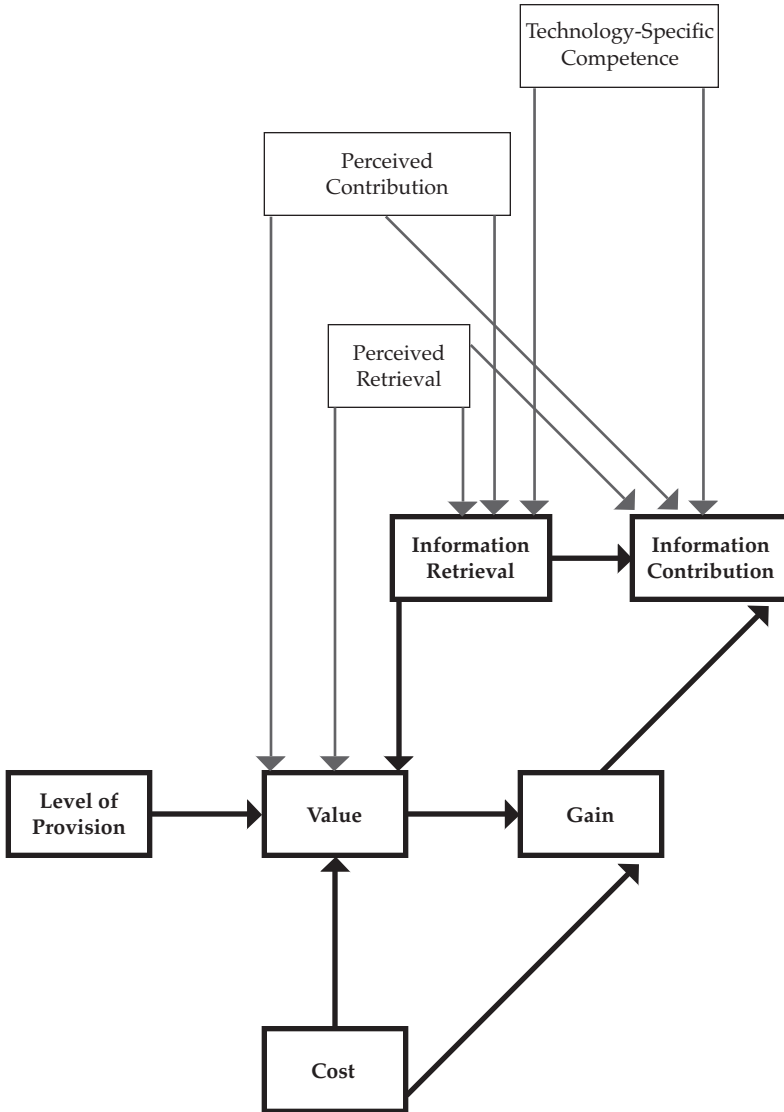 Technology-Specific
Competence
Perceived
Contribution
Perceived
Retrieval
Information
Retrieval
Information
Contribution
Level of
Provision
Value
Gain
Cost